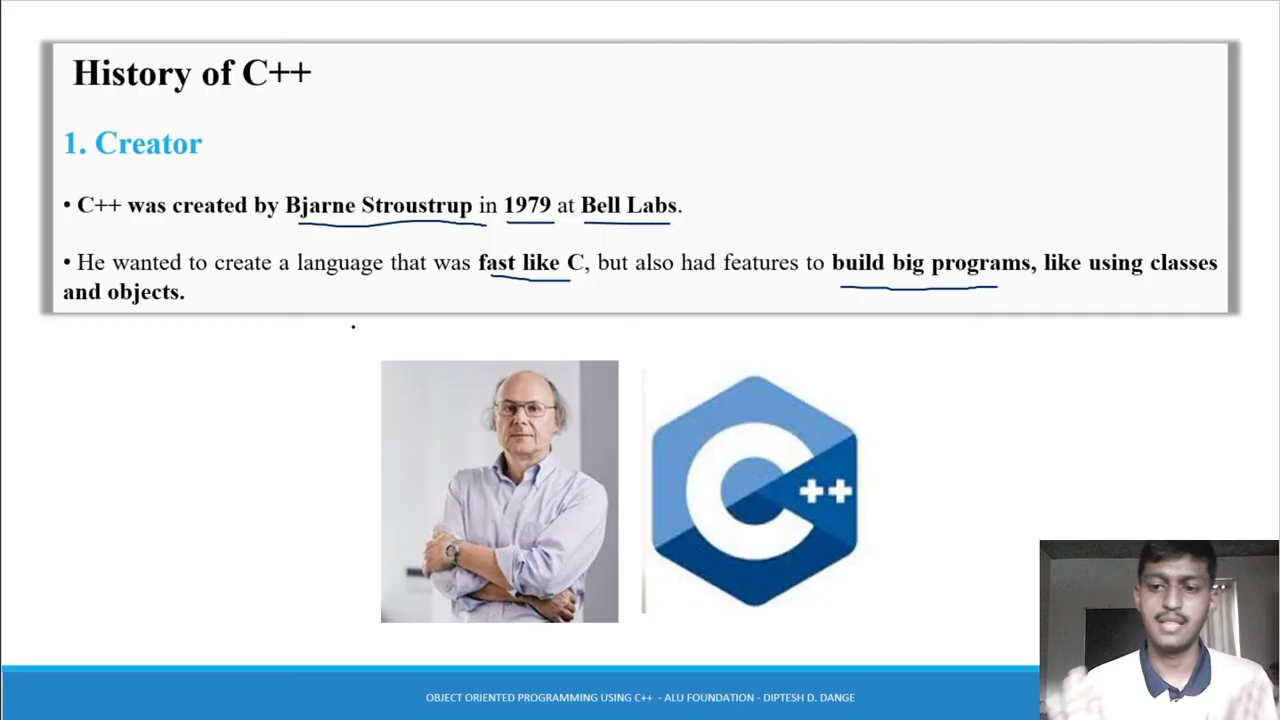 History of C++
1. Creator
• C++ was created by Bjarne Stroustrup in 1979 at Bell Labs.
• He wanted to create a language that was fast like C, but also had features to build big programs, like using classes
and objects.
C++
OBJECT ORIENTED PROGRAMMING USING C++ - ALU FOUNDATION - DIPTESH D. DANGE